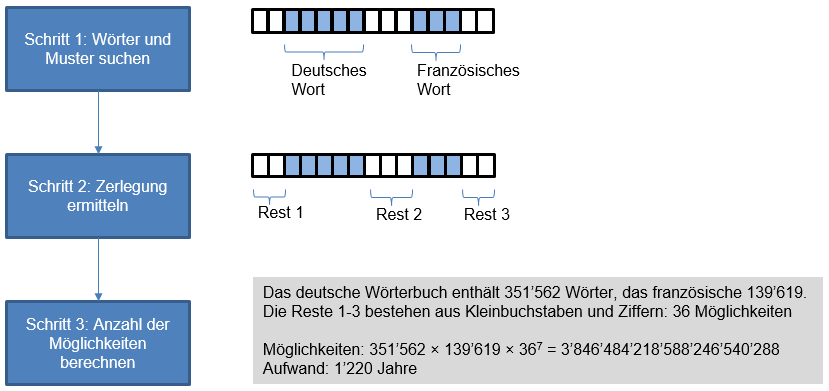 Schritt 1: Wörter und
Muster suchen
Deutsches
Wort
Französisches
Wort
Schritt 2: Zerlegung
ermitteln
Rest 1
Rest 2
Rest 3
Schritt 3: Anzahl der
Möglichkeiten
berechnen
Das deutsche Wörterbuch enthält 351’562 Wörter, das französische 139’619.
Die Reste 1-3 bestehen aus Kleinbuchstaben und Ziffern: 36 Möglichkeiten
Möglichkeiten: 351’562 × 139’619 × 36⁷ = 3’846’484’218’588’246’540’288
Aufwand: 1’220 Jahre